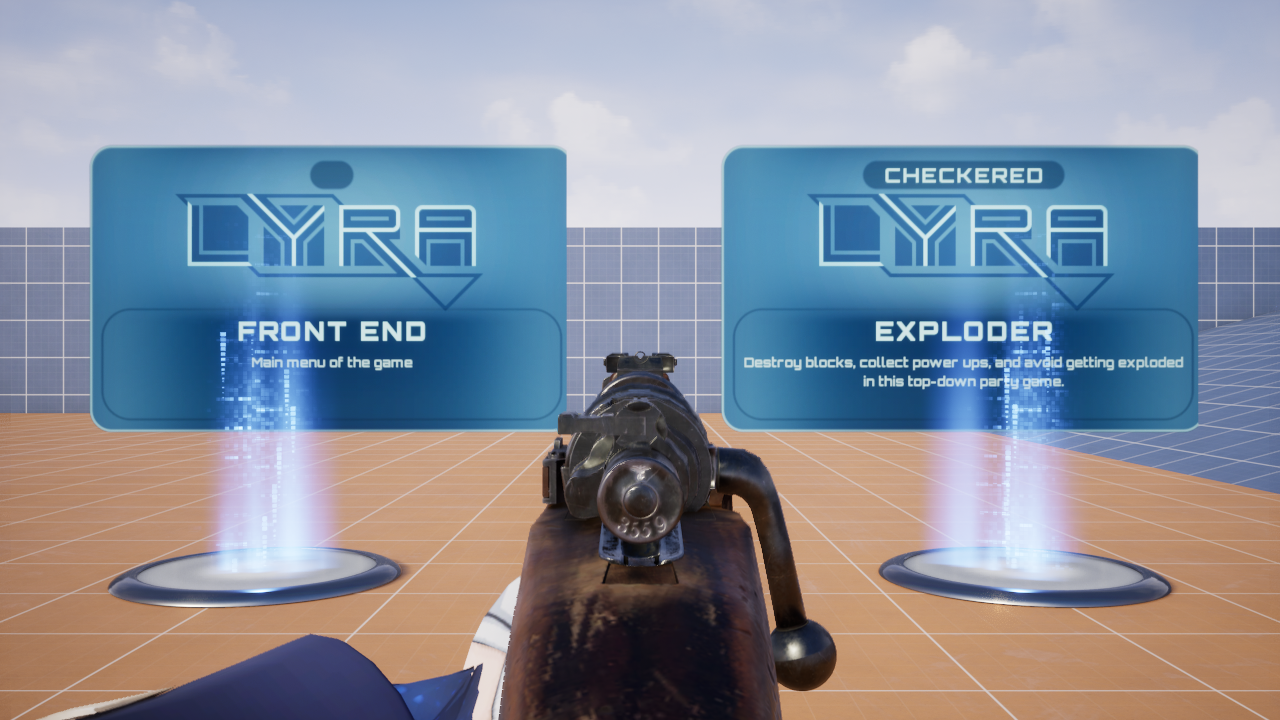 LYRA
FRONT END
Main menu of the game
CHECKERED
LYRA
EXPLODER
Destroy blocks, collect power ups, and avoid getting exploded
in this top-down party game.
3559